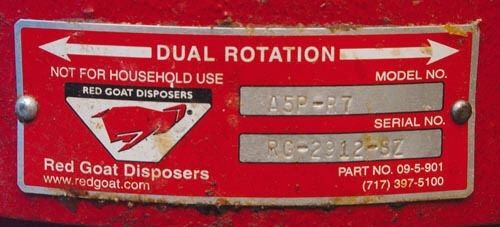 DUAL ROTATION
NOT FOR HOUSEHOLD USE
RED GOAT DISPOSERS
Red Goat Disposers
www.redgoat.com
MODEL NO.
A5P-R7
SERIAL NO.
RG-2912-SZ
PART NO. 09-5-901
(717) 397-5100